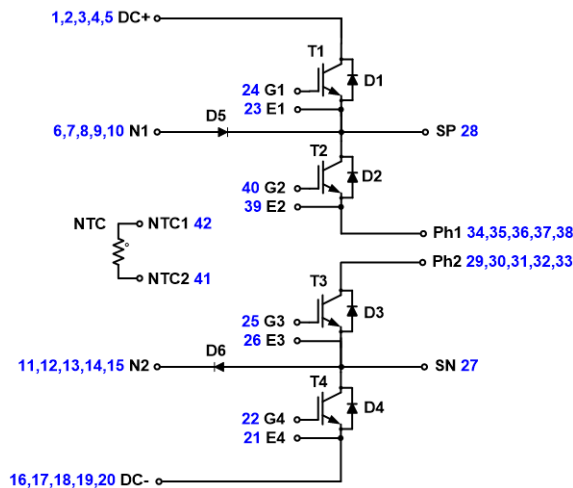 1,2,3,4,5 DC+
T1
D1
24 G1
23 E1
D5
6,7,8,9,10 N1
SP 28
T2
D2
40 G2
39 E2
NTC
NTC1 42
Ph1 34,35,36,37,38
Ph2 29,30,31,32,33
NTC2 41
T3
D3
25 G3
26 E3
D6
11,12,13,14,15 N2
SN 27
T4
D4
22 G4
21 E4
16,17,18,19,20 DC-